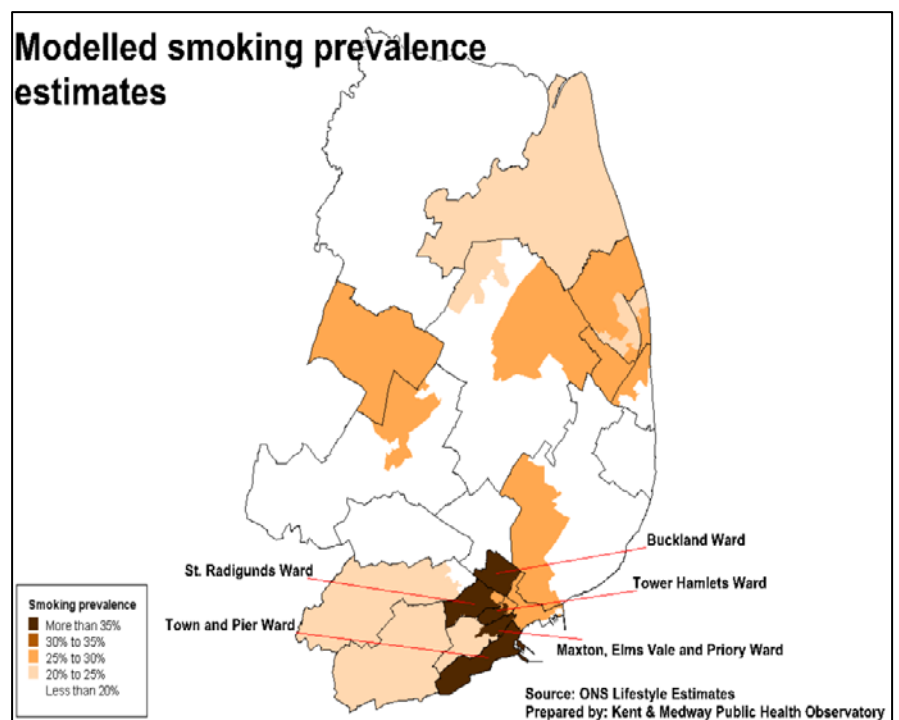 Modelled smoking prevalence
estimates
Buckland Ward
St. Radigunds Ward
Tower Hamlets Ward
Town and Pier Ward
Maxton, Elms Vale and Priory Ward
Smoking prevalence
More than 35%
30% to 35%
25% to 30%
20% to 25%
Less than 20%
Source: ONS Lifestyle Estimates
Prepared by: Kent & Medway Public Health Observatory